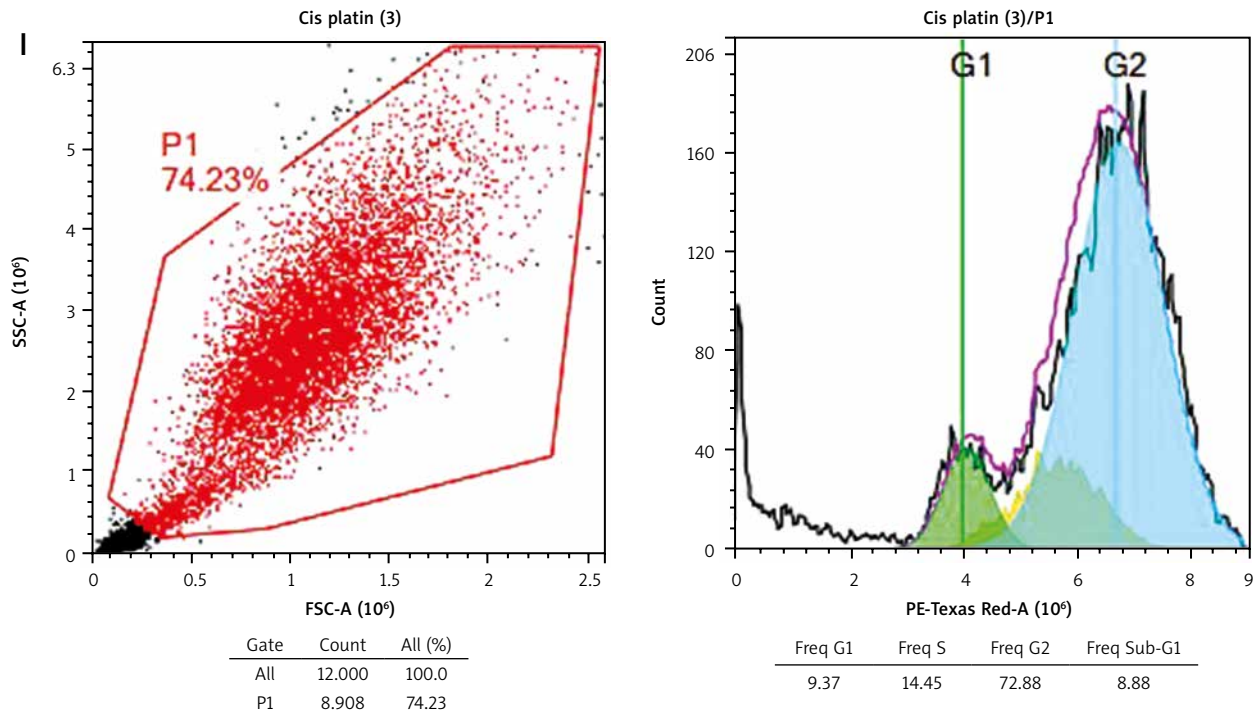 I
Cis platin (3)
P1
74.23%
SSC-A (10⁶)
6.3
5
4
3
2
1
0
0 0.5 1 1.5 2 2.5
FSC-A (10⁶)
Gate Count All (%)
All 12.000 100.0
P1 8.908 74.23
Cis platin (3)/P1
G1 G2
Count
206
160
120
80
40
0
0 2 4 6 8 9
PE-Texas Red-A (10⁶)
Freq G1 Freq S Freq G2 Freq Sub-G1
9.37 14.45 72.88 8.88